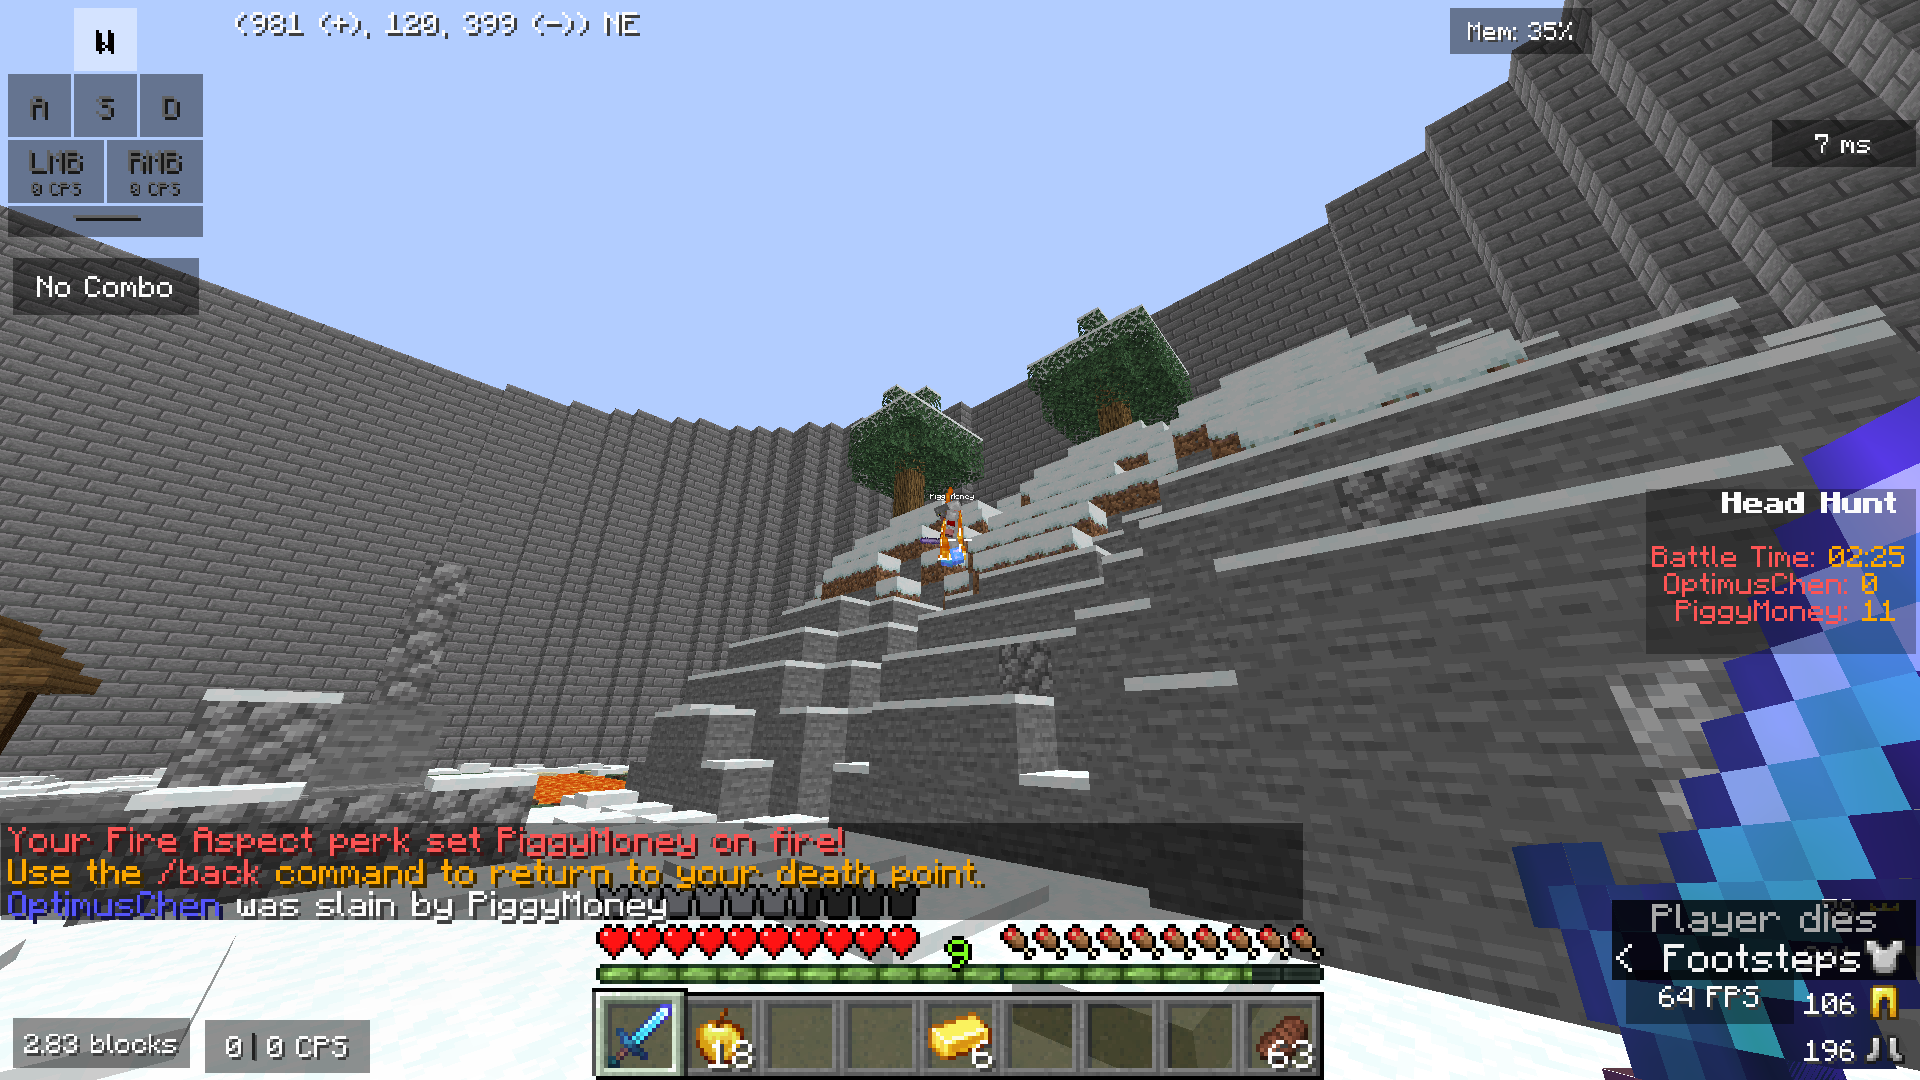 W
(981 (+), 120, 399 (-)) NE
Mem: 35%
A S D
LMB RMB
0 CPS 0 CPS
7 ms
No Combo
PiggyMoney
Head Hunt
Battle Time: 02:25
OptimusChen: 0
PiggyMoney: 11
Your Fire Aspect perk set PiggyMoney on fire!
Use the /back command to return to your death point.
OptimusChen was slain by PiggyMoney
9
Player dies
< Footsteps
64 FPS
106
196
2.83 blocks
0 | 0 CPS
18
6
63